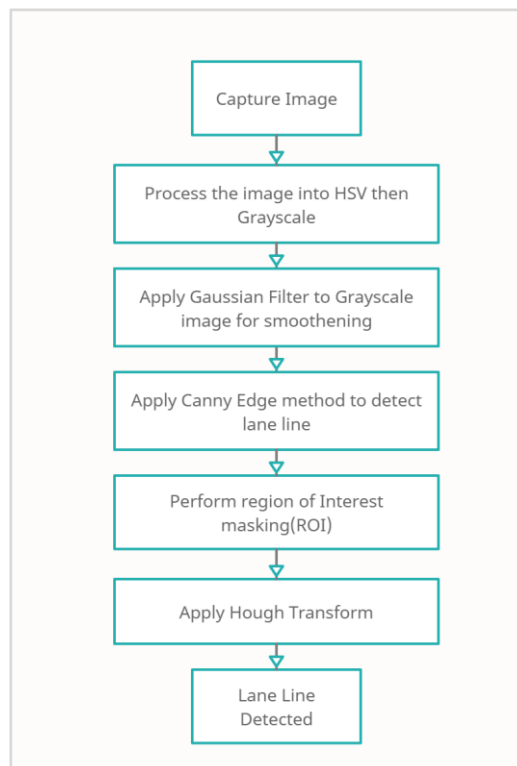 Capture Image
Process the image into HSV then
Grayscale
Apply Gaussian Filter to Grayscale
image for smoothening
Apply Canny Edge method to detect
lane line
Perform region of Interest
masking(ROI)
Apply Hough Transform
Lane Line
Detected